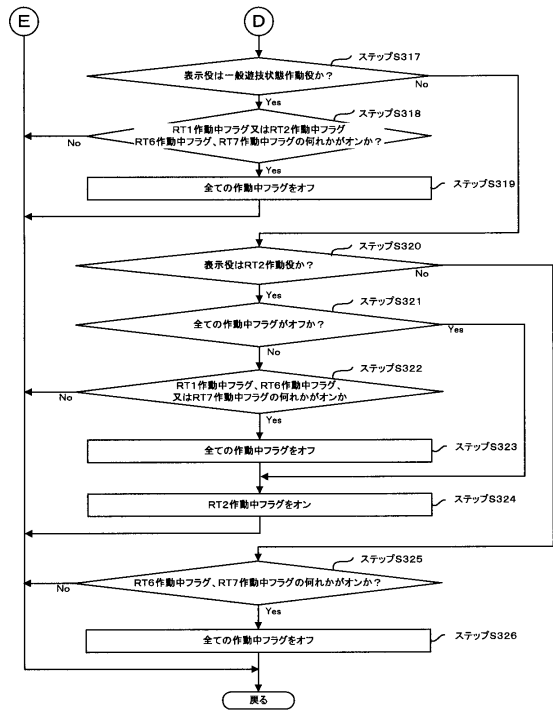 E
D
ステップS317
表示役は一般遊技状態作動役か?
No
Yes
ステップS318
RT1作動中フラグ又はRT2作動中フラグ
RT6作動中フラグ、RT7作動中フラグの何れかがオンか?
No
Yes
ステップS319
全ての作動中フラグをオフ
ステップS320
表示役はRT2作動役か?
No
Yes
ステップS321
全ての作動中フラグがオフか?
Yes
No
ステップS322
RT1作動中フラグ、RT6作動中フラグ、
又はRT7作動中フラグの何れかがオンか
No
Yes
ステップS323
全ての作動中フラグをオフ
ステップS324
RT2作動中フラグをオン
ステップS325
RT6作動中フラグ、RT7作動中フラグの何れかがオンか?
No
Yes
ステップS326
全ての作動中フラグをオフ
戻る